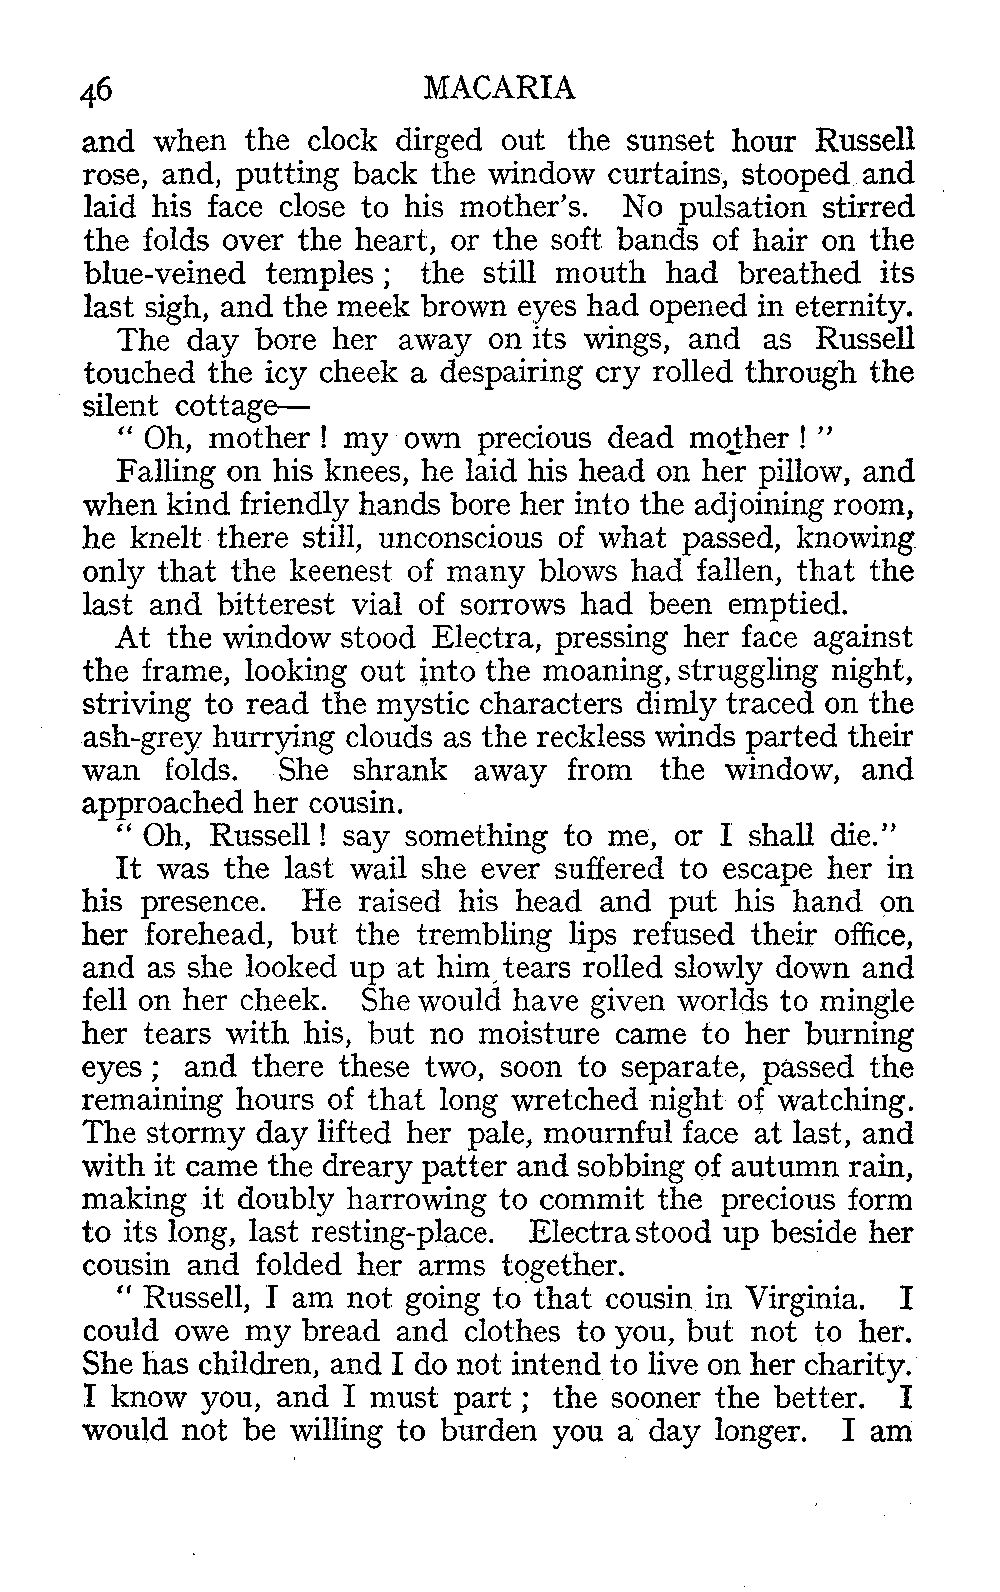 46 MACARIA
and when the clock dirged out the sunset hour Russell
rose, and, putting back the window curtains, stooped and
laid his face close to his mother's. No pulsation stirred
the folds over the heart, or the soft bands of hair on the
blue-veined temples ; the still mouth had breathed its
last sigh, and the meek brown eyes had opened in eternity.
The day bore her away on its wings, and as Russell
touched the icy cheek a despairing cry rolled through the
silent cottage—
“ Oh, mother ! my own precious dead mother ! ”
Falling on his knees, he laid his head on her pillow, and
when kind friendly hands bore her into the adjoining room,
he knelt there still, unconscious of what passed, knowing
only that the keenest of many blows had fallen, that the
last and bitterest vial of sorrows had been emptied.
At the window stood Electra, pressing her face against
the frame, looking out into the moaning, struggling night,
striving to read the mystic characters dimly traced on the
ash-grey hurrying clouds as the reckless winds parted their
wan folds. She shrank away from the window, and
approached her cousin.
“ Oh, Russell ! say something to me, or I shall die.”
It was the last wail she ever suffered to escape her in
his presence. He raised his head and put his hand on
her forehead, but the trembling lips refused their office,
and as she looked up at him tears rolled slowly down and
fell on her cheek. She would have given worlds to mingle
her tears with his, but no moisture came to her burning
eyes ; and there these two, soon to separate, passed the
remaining hours of that long wretched night of watching.
The stormy day lifted her pale, mournful face at last, and
with it came the dreary patter and sobbing of autumn rain,
making it doubly harrowing to commit the precious form
to its long, last resting-place. Electra stood up beside her
cousin and folded her arms together.
“ Russell, I am not going to that cousin in Virginia. I
could owe my bread and clothes to you, but not to her.
She has children, and I do not intend to live on her charity.
I know you, and I must part ; the sooner the better. I
would not be willing to burden you a day longer. I am